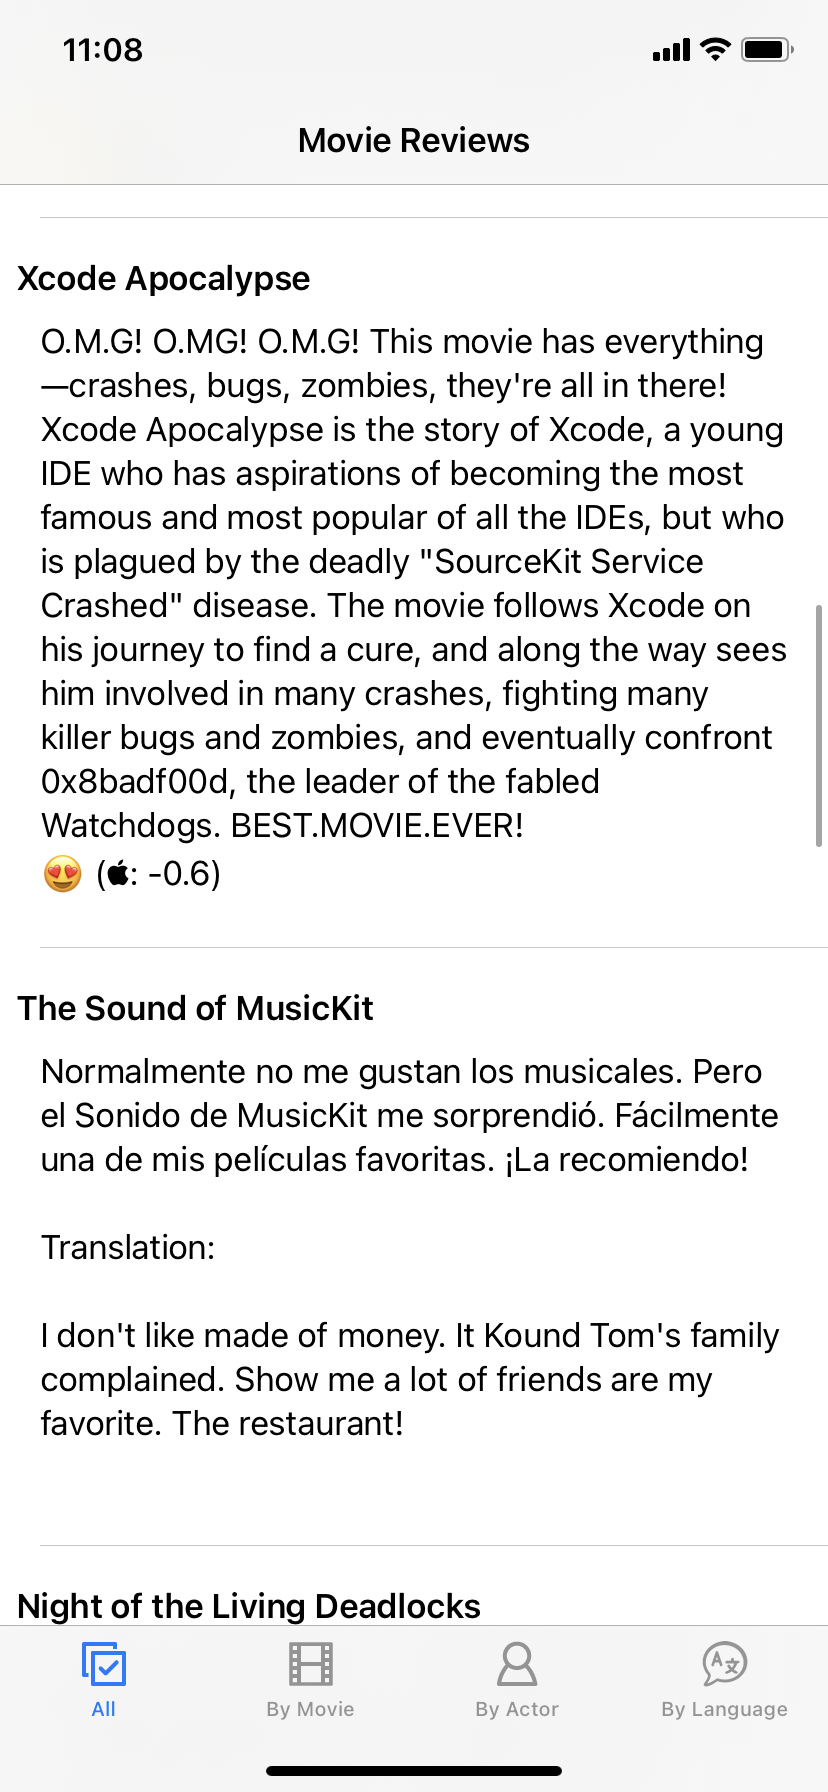 11:08
Movie Reviews
Xcode Apocalypse
O.M.G! O.MG! O.M.G! This movie has everything
—crashes, bugs, zombies, they're all in there!
Xcode Apocalypse is the story of Xcode, a young
IDE who has aspirations of becoming the most
famous and most popular of all the IDEs, but who
is plagued by the deadly "SourceKit Service
Crashed" disease. The movie follows Xcode on
his journey to find a cure, and along the way sees
him involved in many crashes, fighting many
killer bugs and zombies, and eventually confront
0x8badf00d, the leader of the fabled
Watchdogs. BEST.MOVIE.EVER!
😍 (: -0.6)
The Sound of MusicKit
Normalmente no me gustan los musicales. Pero
el Sonido de MusicKit me sorprendió. Fácilmente
una de mis películas favoritas. ¡La recomiendo!
Translation:
I don't like made of money. It Kound Tom's family
complained. Show me a lot of friends are my
favorite. The restaurant!
Night of the Living Deadlocks
All
By Movie
By Actor
By Language